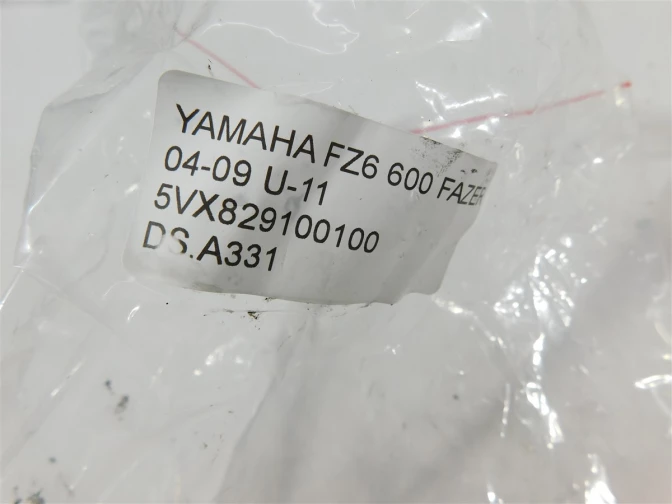 YAMAHA FZ6 600 FAZER
04-09 U-11
5VX829100100
DS.A331